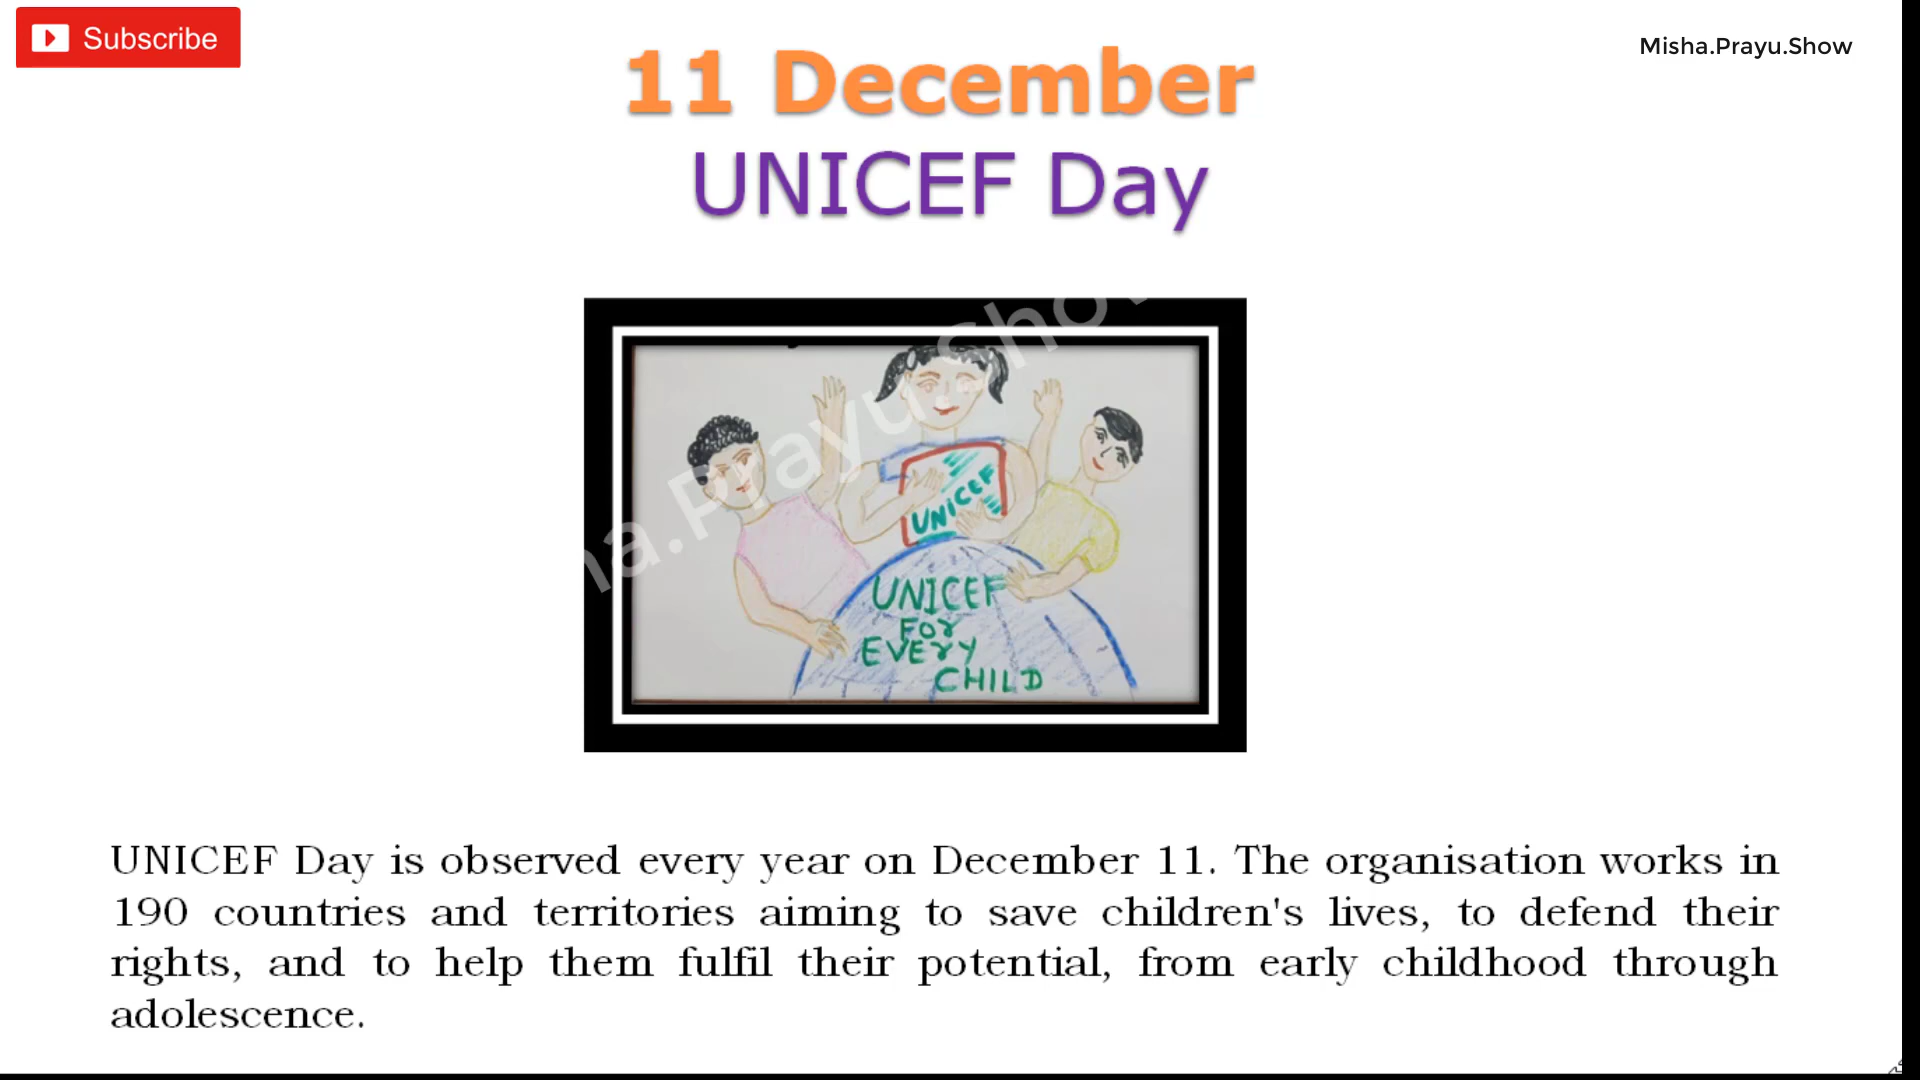 Subscribe
Misha.Prayu.Show
11 December
UNICEF Day
UNICEF
UNICEF
FOR
EVERY
CHILD
UNICEF Day is observed every year on December 11. The organisation works in
190 countries and territories aiming to save children's lives, to defend their
rights, and to help them fulfil their potential, from early childhood through
adolescence.